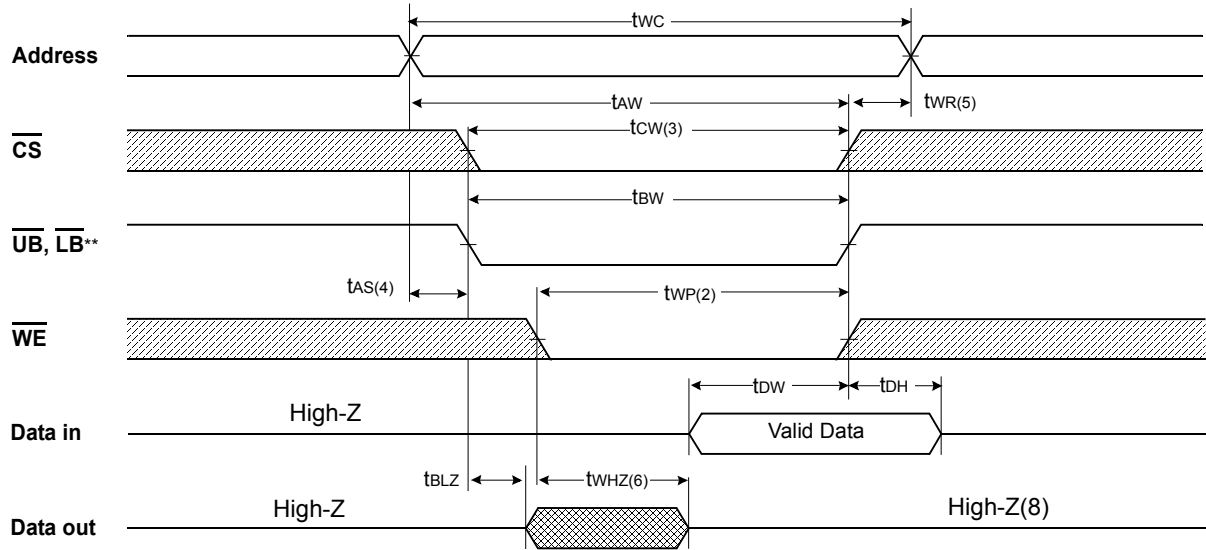 tWC
Address
tAW
tWR(5)
tCW(3)
CS
tBW
UB, LB**
tAS(4)
tWP(2)
WE
tDW
tDH
High-Z
Data in
Valid Data
tBLZ
tWHZ(6)
High-Z
High-Z(8)
Data out